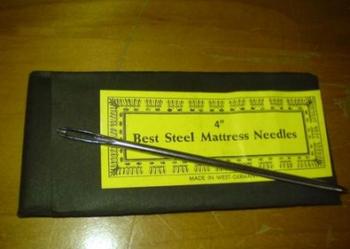 4"
Best Steel Mattress Needles
MADE IN WEST-GERMANY